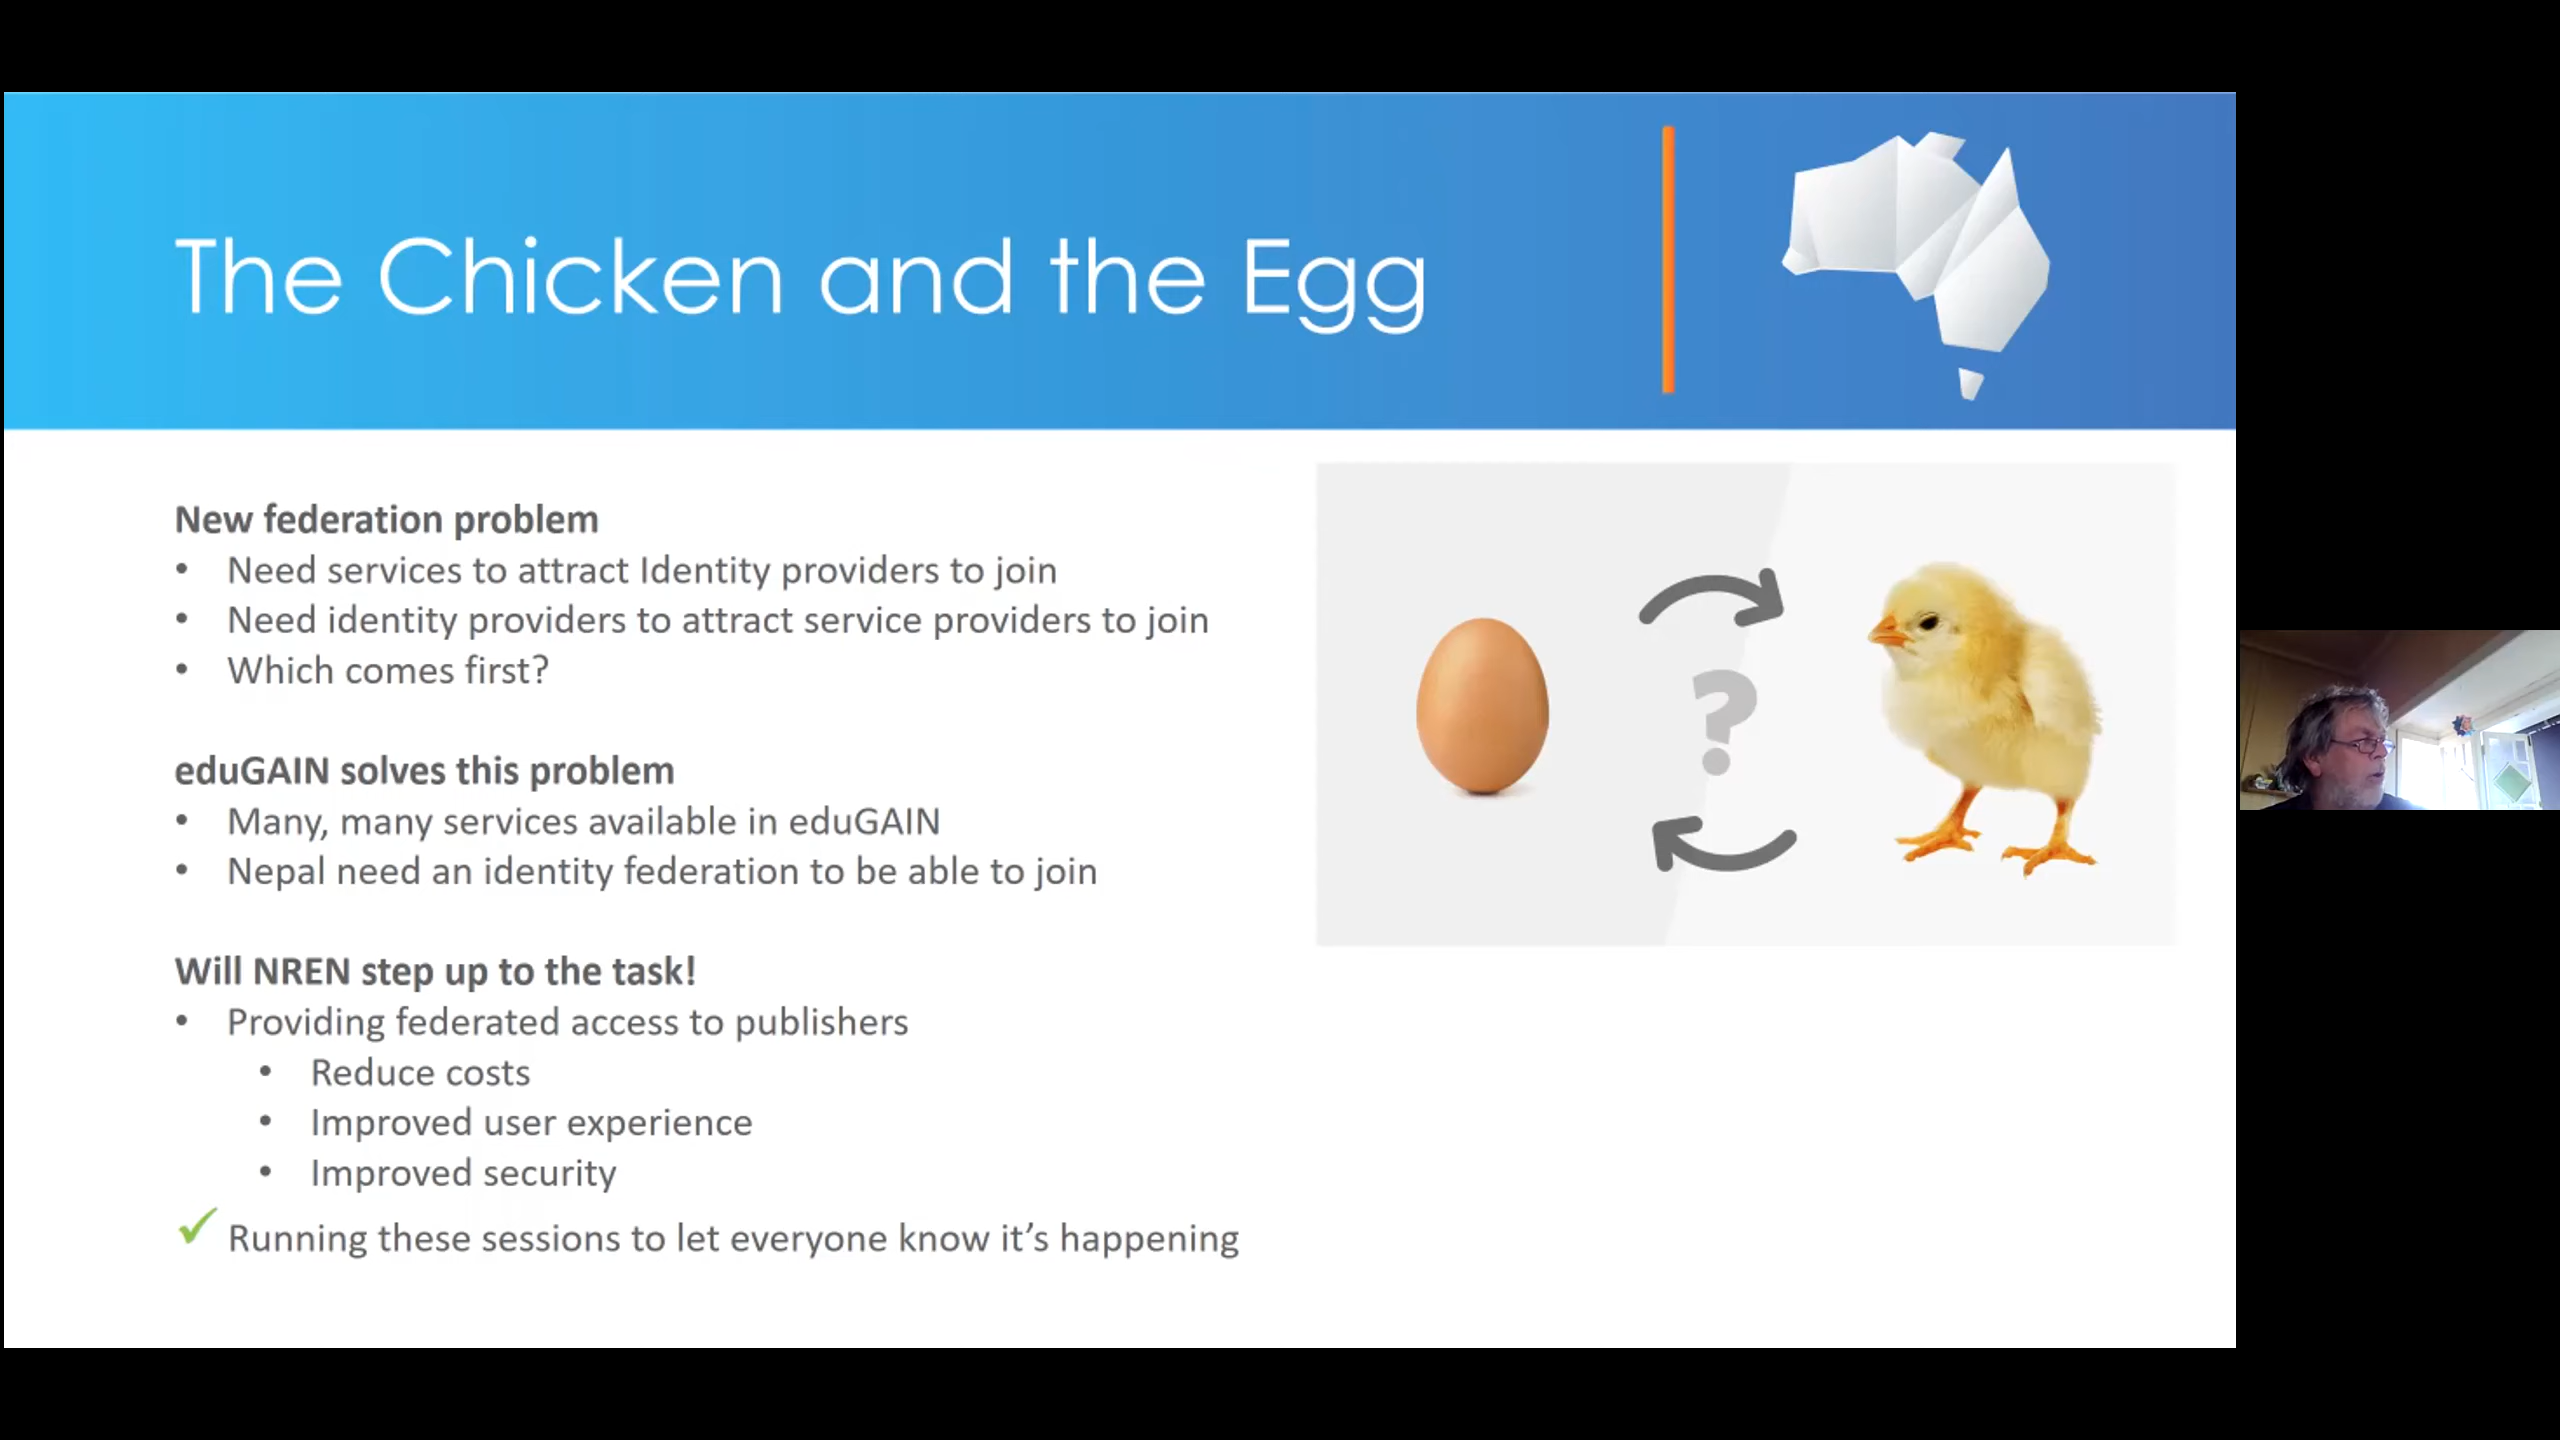 The Chicken and the Egg
New federation problem
• Need services to attract Identity providers to join
• Need identity providers to attract service providers to join
• Which comes first?
eduGAIN solves this problem
• Many, many services available in eduGAIN
• Nepal need an identity federation to be able to join
Will NREN step up to the task!
• Providing federated access to publishers
• Reduce costs
• Improved user experience
• Improved security
✓ Running these sessions to let everyone know it’s happening
?